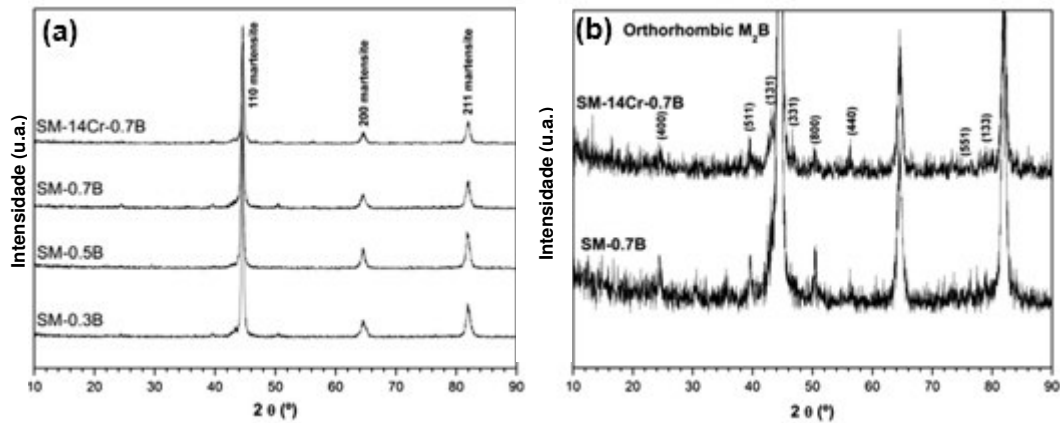 (a)
Intensidade (u.a.)
110 martensite
200 martensite
211 martensite
SM-14Cr-0.7B
SM-0.7B
SM-0.5B
SM-0.3B
10 20 30 40 50 60 70 80 90
2 θ (º)
(b)
Orthorhombic M₂B
Intensidade (u.a.)
SM-14Cr-0.7B
(400)
(511)
(131)
(331)
(800)
(440)
(551)
(133)
SM-0.7B
10 20 30 40 50 60 70 80 90
2 θ (º)